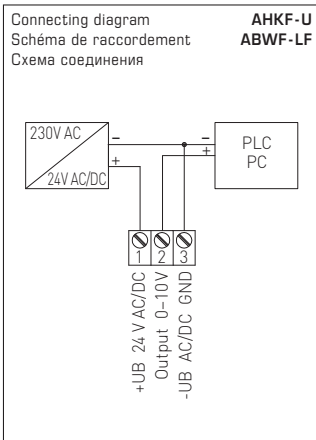 Connecting diagram AHKF-U
Schéma de raccordement ABWF-LF
Схема соединения
230V AC
24V AC/DC
−
+
−
+
PLC
PC
1 2 3
+UB 24 V AC/DC
Output 0–10V
-UB AC/DC GND